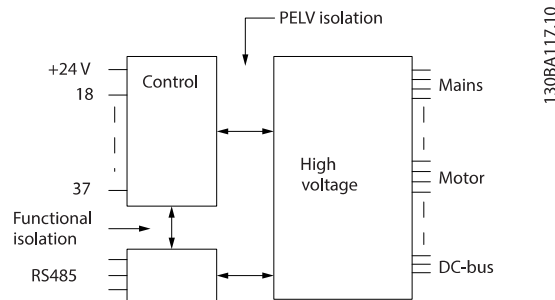 PELV isolation
+24 V
18
37
Control
High
voltage
Mains
Motor
DC-bus
Functional
isolation
RS485
130BA117.10